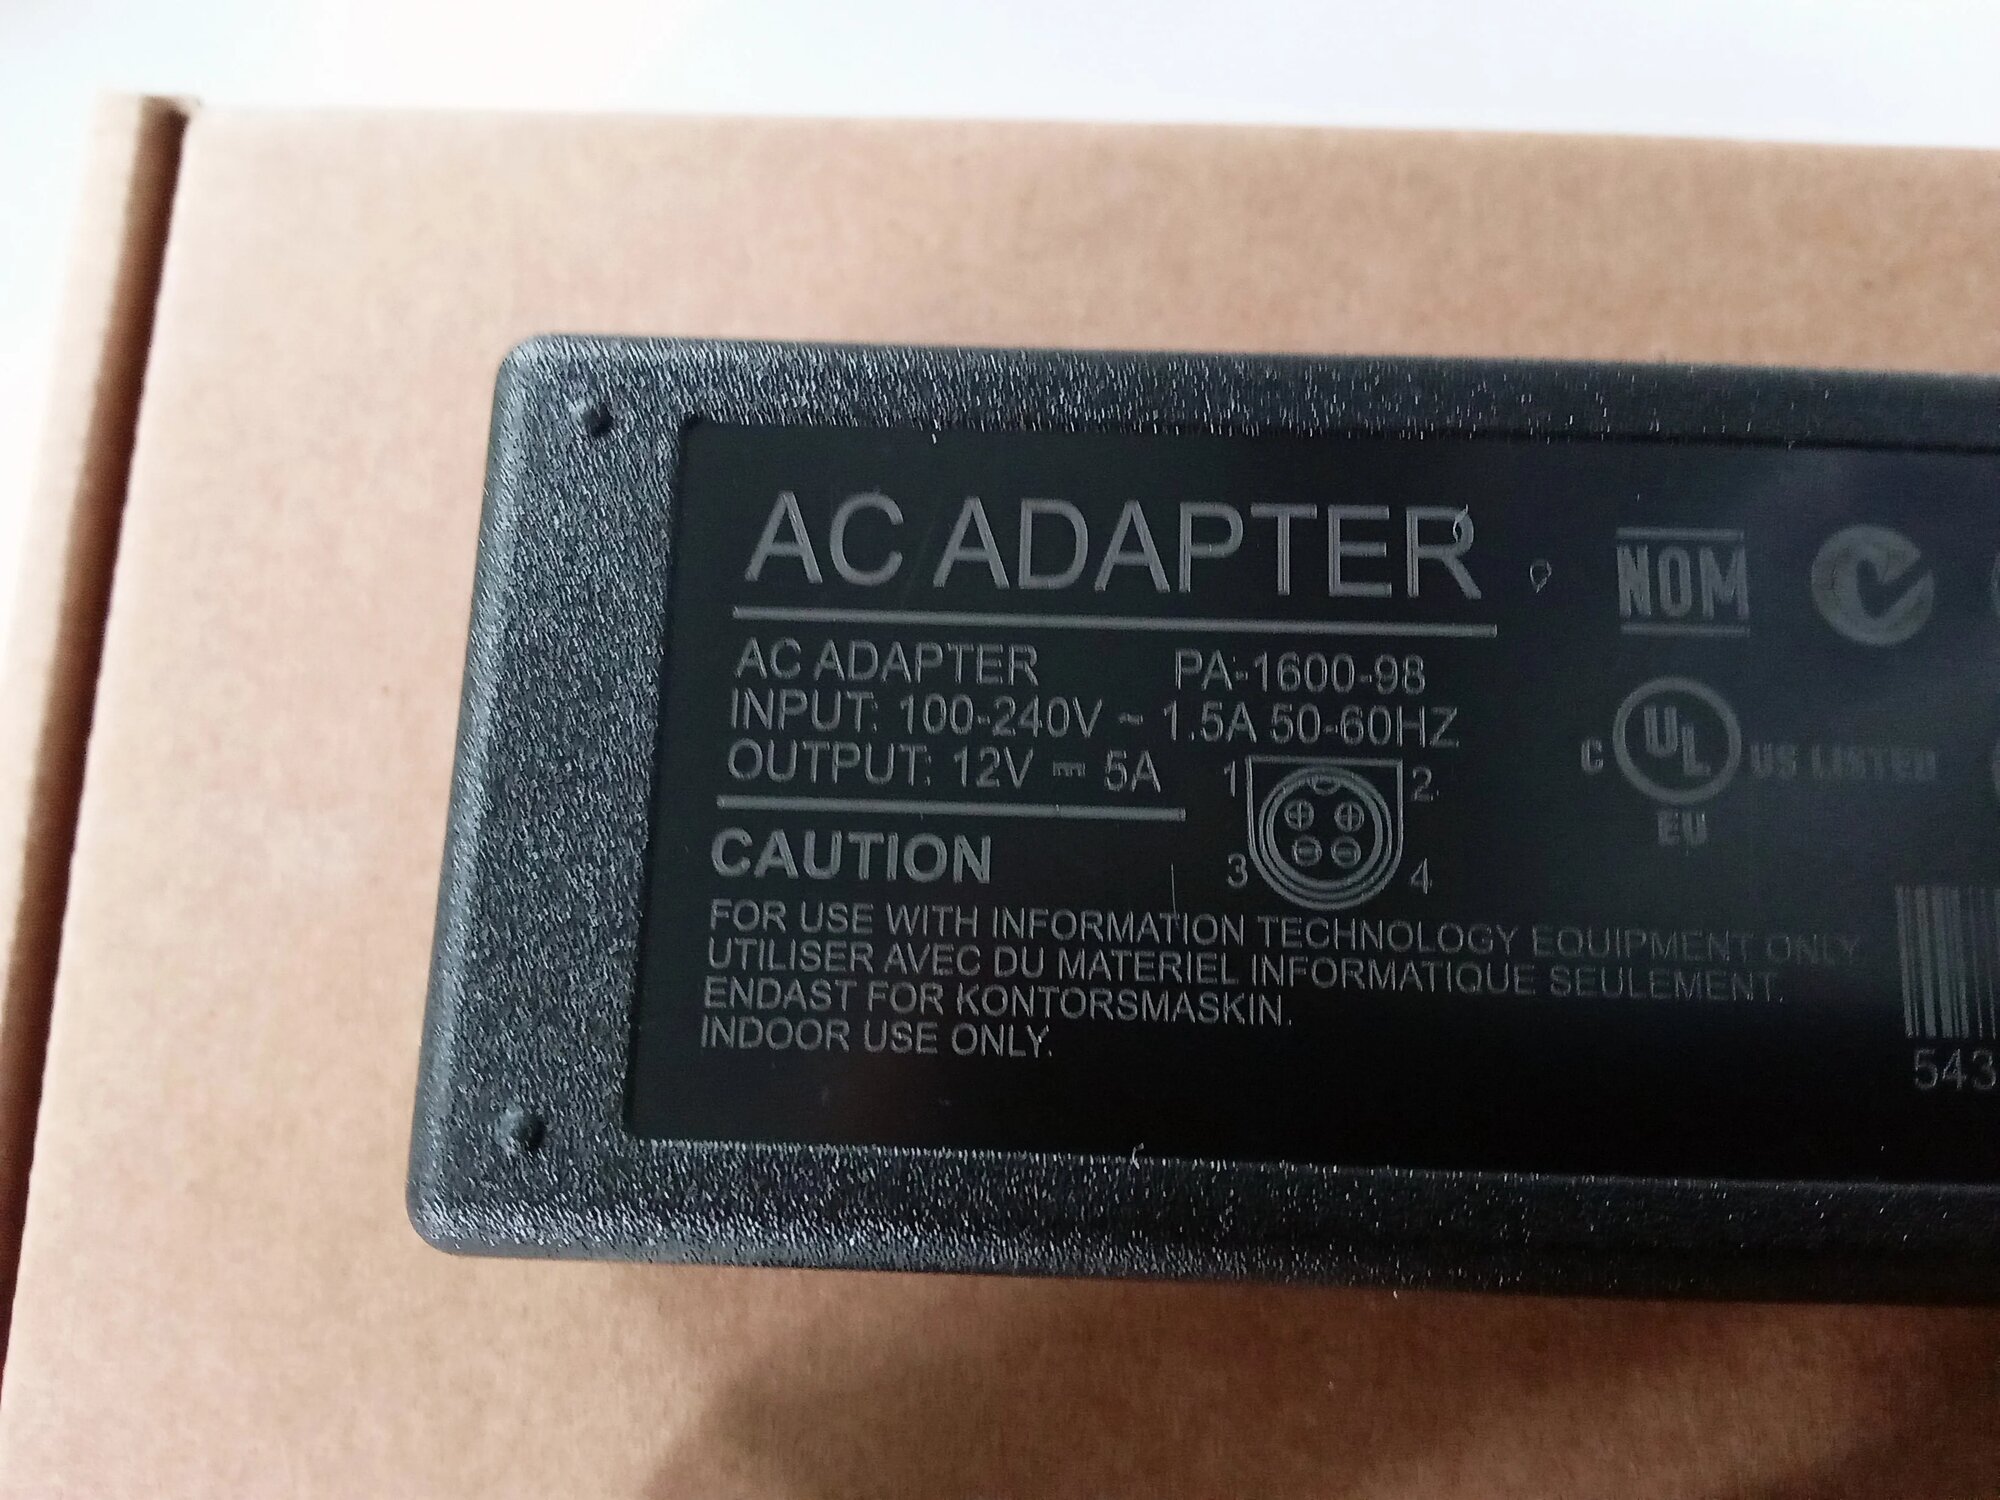 AC ADAPTER
AC ADAPTER PA-1600-98
INPUT: 100-240V ~ 1.5A 50-60HZ
OUTPUT: 12V ⎓ 5A
1 2
3 4
CAUTION
FOR USE WITH INFORMATION TECHNOLOGY EQUIPMENT ONLY
UTILISER AVEC DU MATERIEL INFORMATIQUE SEULEMENT.
ENDAST FOR KONTORSMASKIN.
INDOOR USE ONLY.
NOM
C UL US LISTED
EU
543